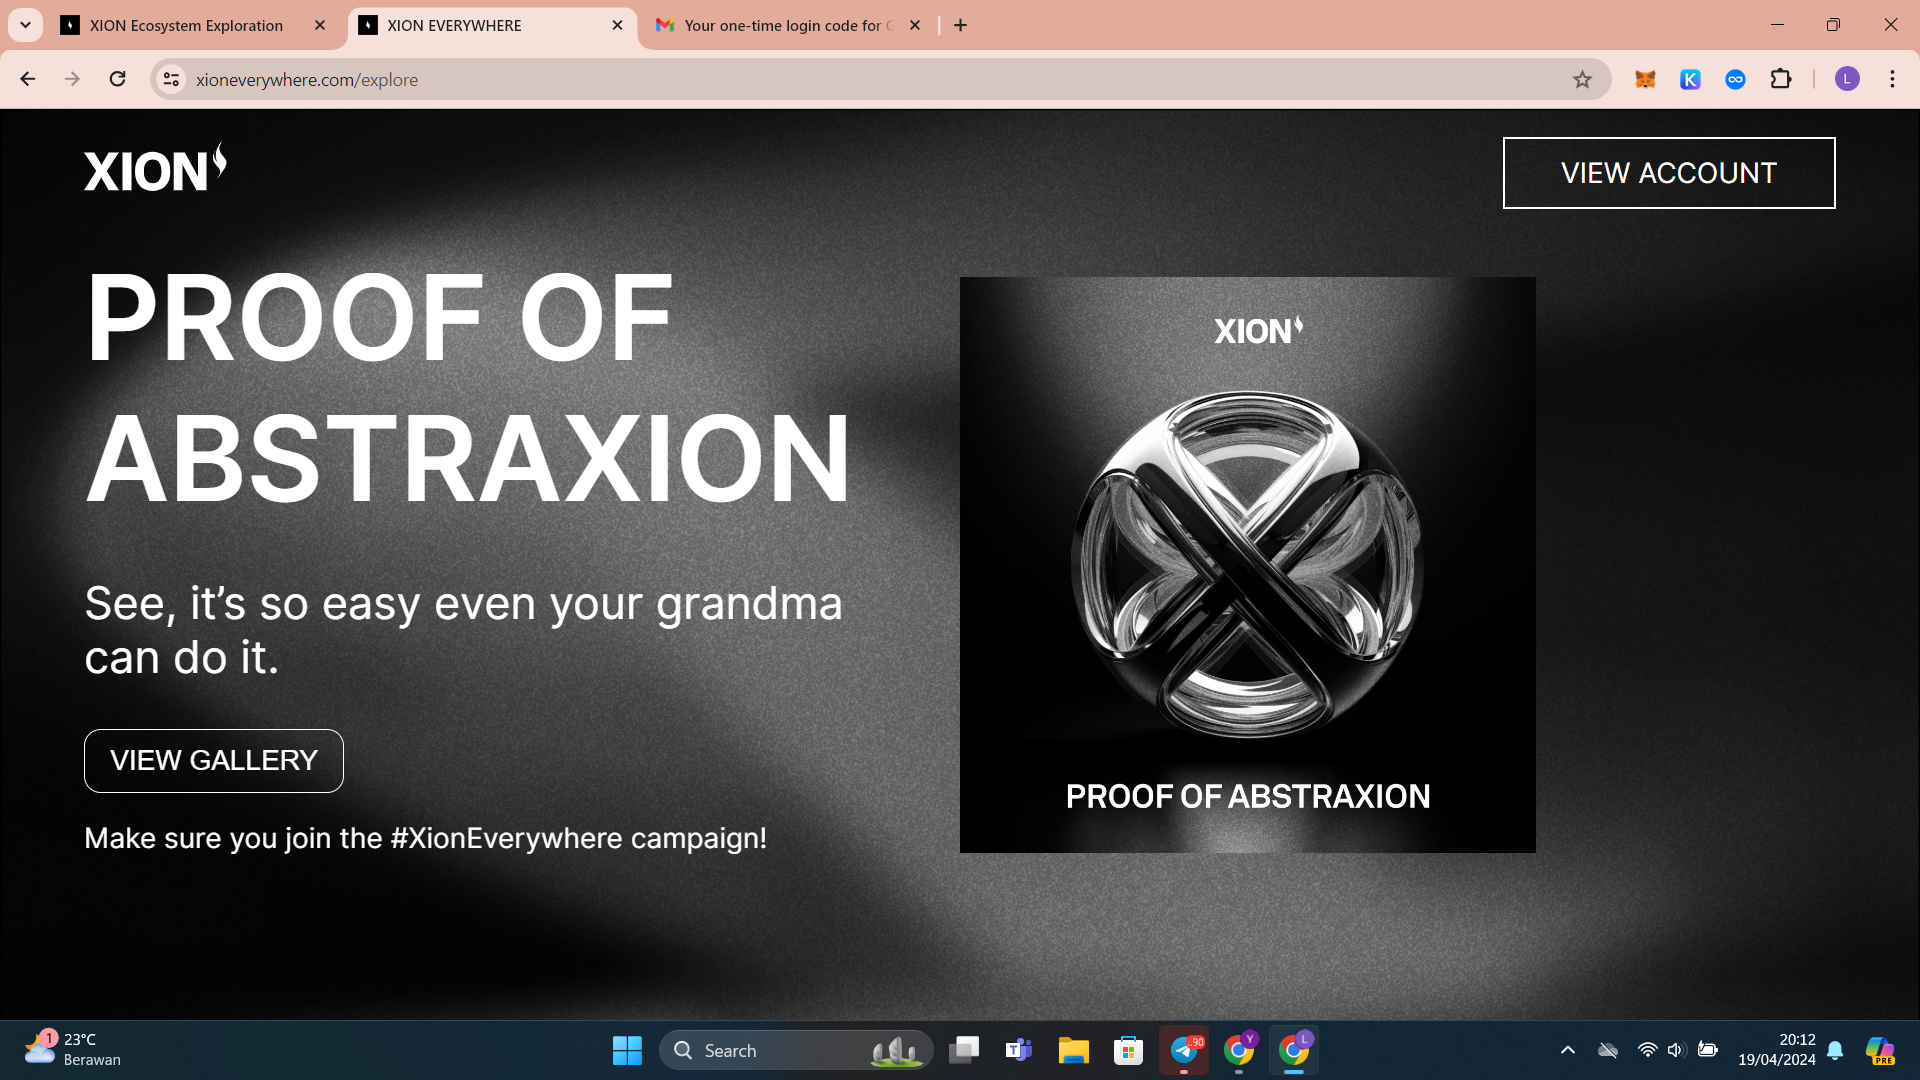 XION Ecosystem Exploration
XION EVERYWHERE
Your one-time login code for
xioneverywhere.com/explore
L
XION
VIEW ACCOUNT
PROOF OF
ABSTRAXION
See, it’s so easy even your grandma
can do it.
VIEW GALLERY
Make sure you join the #XionEverywhere campaign!
XION
PROOF OF ABSTRAXION
1
23°C
Berawan
Search
.90
Y
L
20:12
19/04/2024
PRE